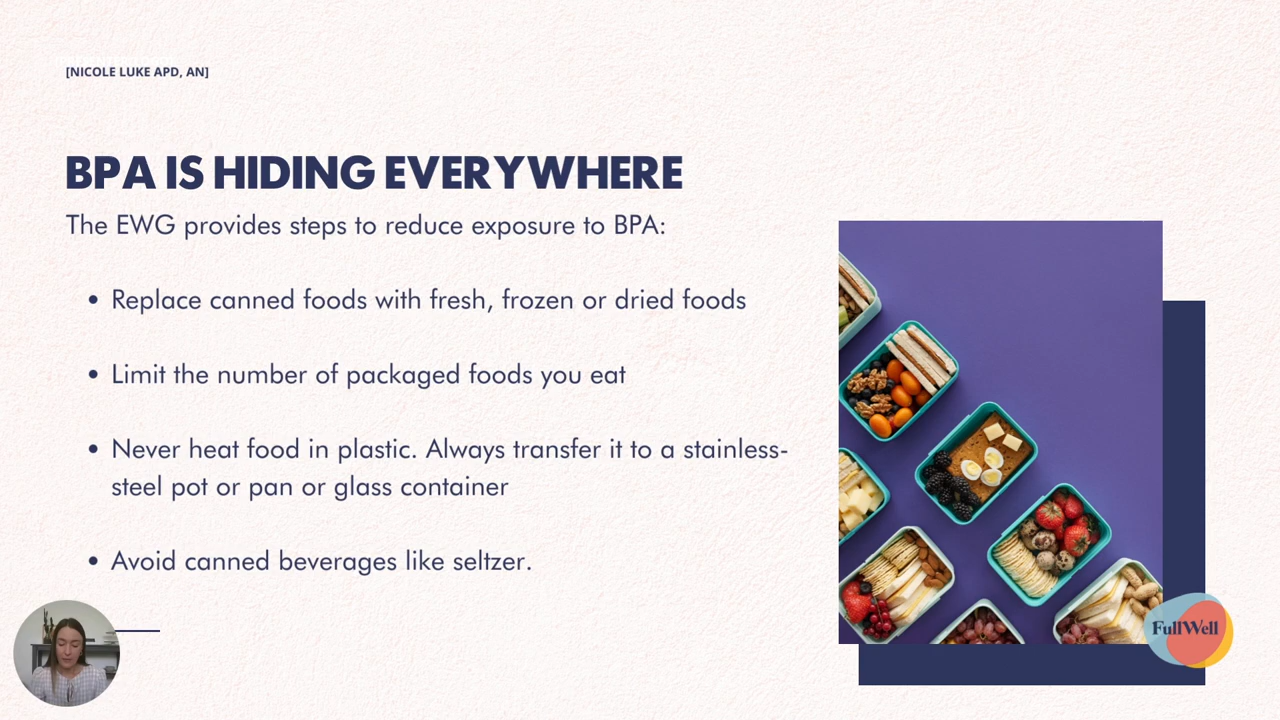 [NICOLE LUKE APD, AN]
BPA IS HIDING EVERYWHERE
The EWG provides steps to reduce exposure to BPA:
• Replace canned foods with fresh, frozen or dried foods
• Limit the number of packaged foods you eat
• Never heat food in plastic. Always transfer it to a stainless-
steel pot or pan or glass container
• Avoid canned beverages like seltzer.
FullWell